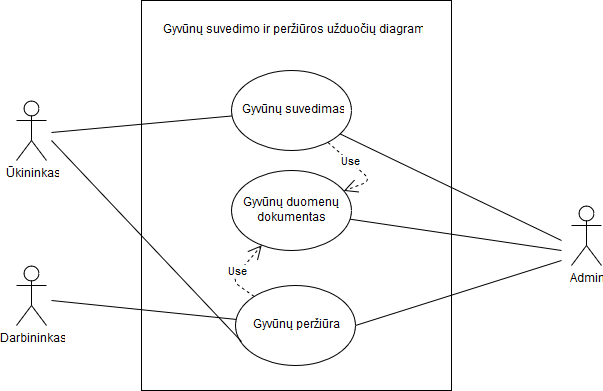 Gyvūnų suvedimo ir peržiūros užduočių diagram
Gyvūnų suvedimas
Use
Ūkininkas
Gyvūnų duomenų
dokumentas
Admin
Use
Gyvūnų peržiūra
Darbininkas